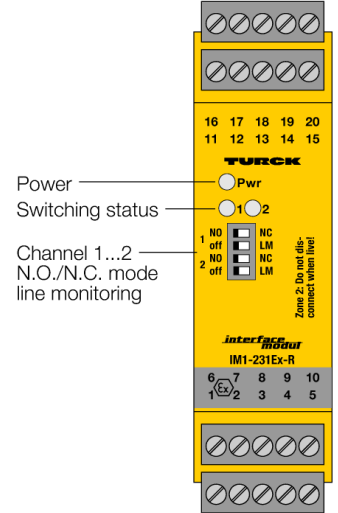 16 17 18 19 20
11 12 13 14 15
TURCK
Power
Pwr
Switching status
1 2
Channel 1...2
N.O./N.C. mode
line monitoring
1 NO NC
off LM
2 NO NC
off LM
Zone 2: Do not dis-
connect when live!
interface
modul
IM1-231Ex-R
6 7 8 9 10
Ex
1 2 3 4 5